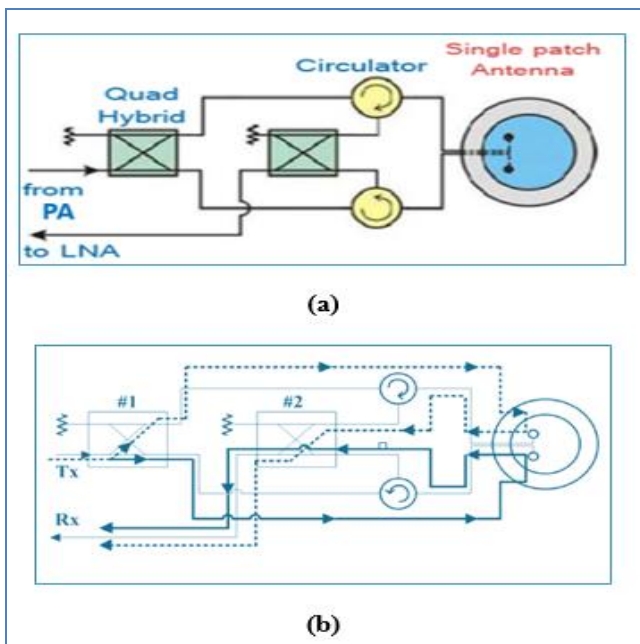 Single patch
Antenna
Circulator
Quad
Hybrid
from
PA
to LNA
(a)
#1
#2
Tx
Rx
(b)